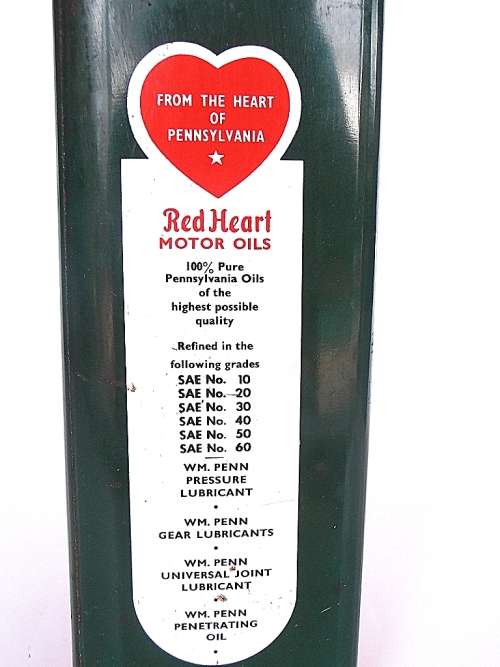 FROM THE HEART
OF
PENNSYLVANIA
Red Heart
MOTOR OILS
100% Pure
Pennsylvania Oils
of the
highest possible
quality
Refined in the
following grades
SAE No. 10
SAE No. 20
SAE No. 30
SAE No. 40
SAE No. 50
SAE No. 60
WM. PENN
PRESSURE
LUBRICANT
•
WM. PENN
GEAR LUBRICANTS
•
WM. PENN
UNIVERSAL JOINT
LUBRICANT
•
WM. PENN
PENETRATING
OIL
•